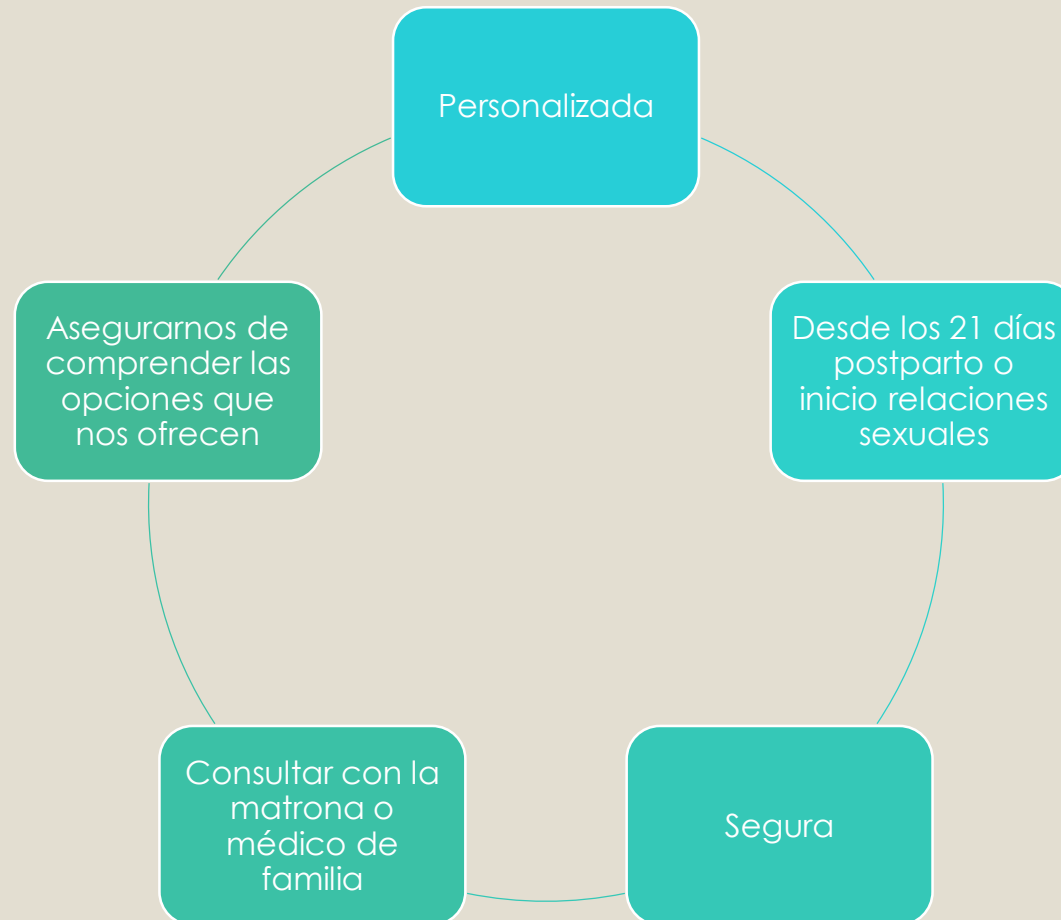 Personalizada
Desde los 21 días
postparto o
inicio relaciones
sexuales
Segura
Consultar con la
matrona o
médico de
familia
Asegurarnos de
comprender las
opciones que
nos ofrecen